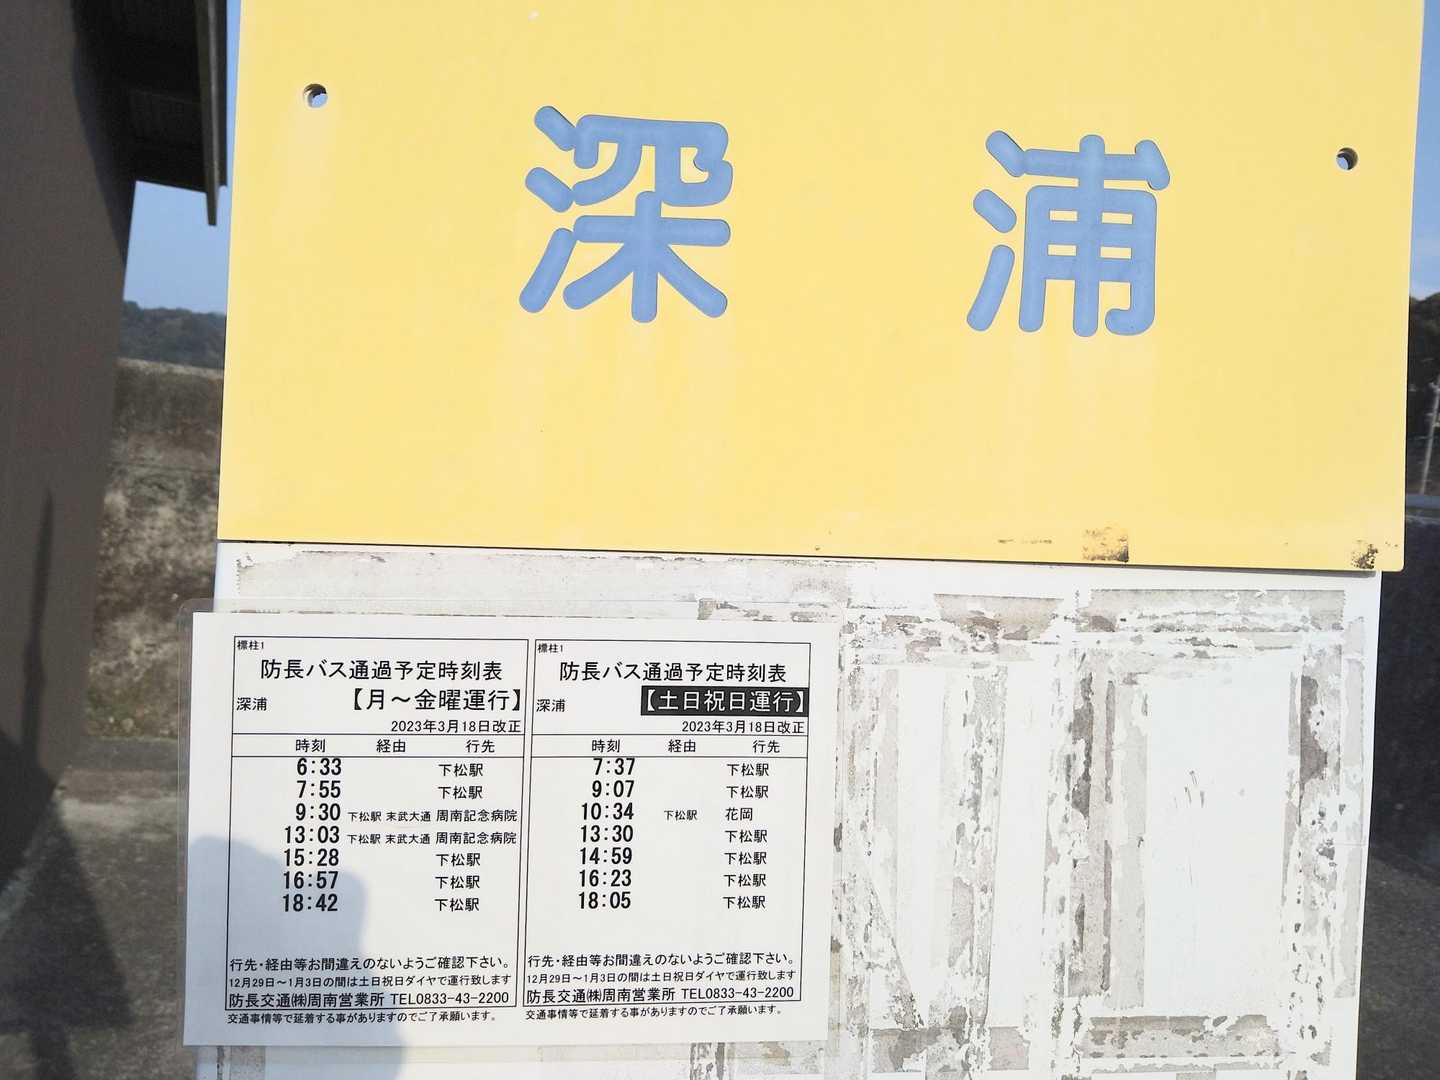 深浦
標柱1
防長バス通過予定時刻表
深浦 【月～金曜運行】
2023年3月18日改正
時刻 経由 行先
6:33 下松駅
7:55 下松駅
9:30 下松駅 末武大通 周南記念病院
13:03 下松駅 末武大通 周南記念病院
15:28 下松駅
16:57 下松駅
18:42 下松駅
行先・経由等お間違えのないようご確認下さい。
12月29日～1月3日の間は土日祝日ダイヤで運行致します
防長交通㈱周南営業所 TEL0833-43-2200
交通事情等で延着する事がありますのでご了承願います。
標柱1
防長バス通過予定時刻表
深浦 【土日祝日運行】
2023年3月18日改正
時刻 経由 行先
7:37 下松駅
9:07 下松駅
10:34 下松駅 花岡
13:30 下松駅
14:59 下松駅
16:23 下松駅
18:05 下松駅
行先・経由等お間違えのないようご確認下さい。
12月29日～1月3日の間は土日祝日ダイヤで運行致します
防長交通㈱周南営業所 TEL0833-43-2200
交通事情等で延着する事がありますのでご了承願います。